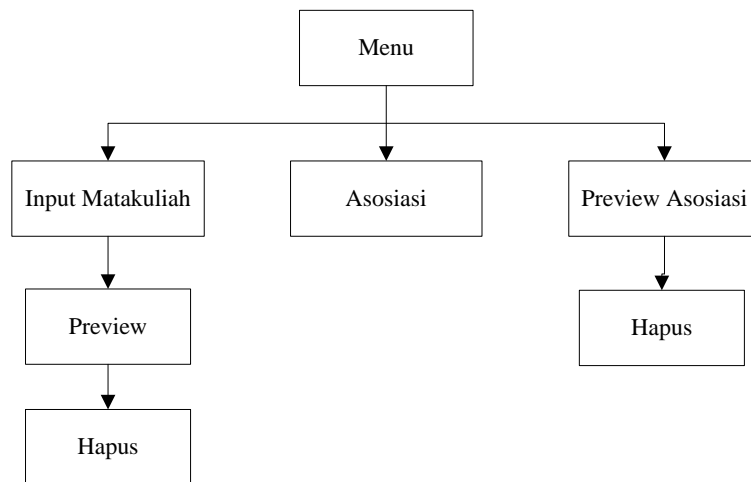 Menu
Input Matakuliah
Asosiasi
Preview Asosiasi
Preview
Hapus
Hapus